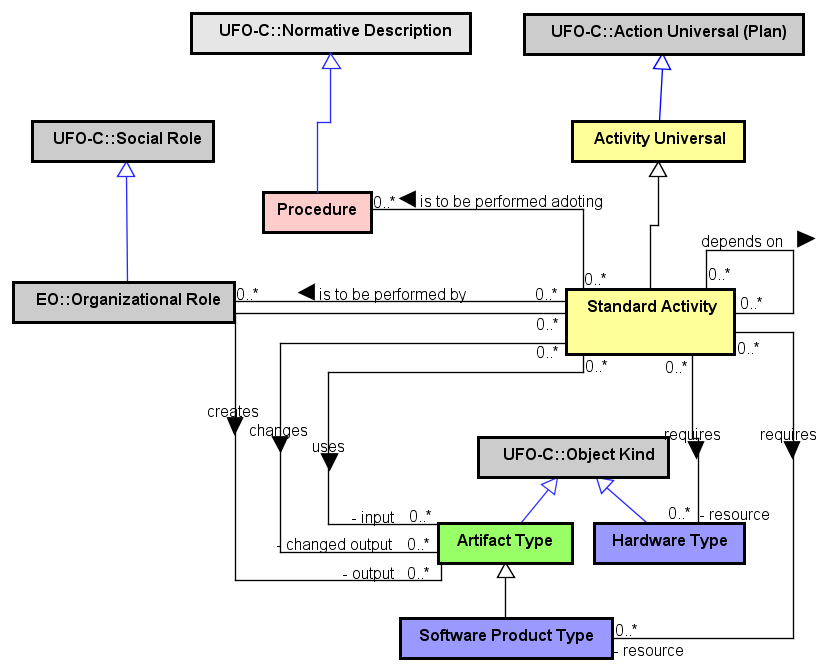 UFO-C::Normative Description
UFO-C::Action Universal (Plan)
UFO-C::Social Role
Activity Universal
Procedure
0..*
is to be performed adoting
depends on
0..*
0..*
EO::Organizational Role
0..*
is to be performed by
0..*
Standard Activity
0..*
0..*
0..*
0..*
0..*
0..*
creates
changes
uses
requires
requires
UFO-C::Object Kind
- input
0..*
0..*
- resource
- changed output
0..*
Artifact Type
Hardware Type
- output
0..*
Software Product Type
0..*
- resource